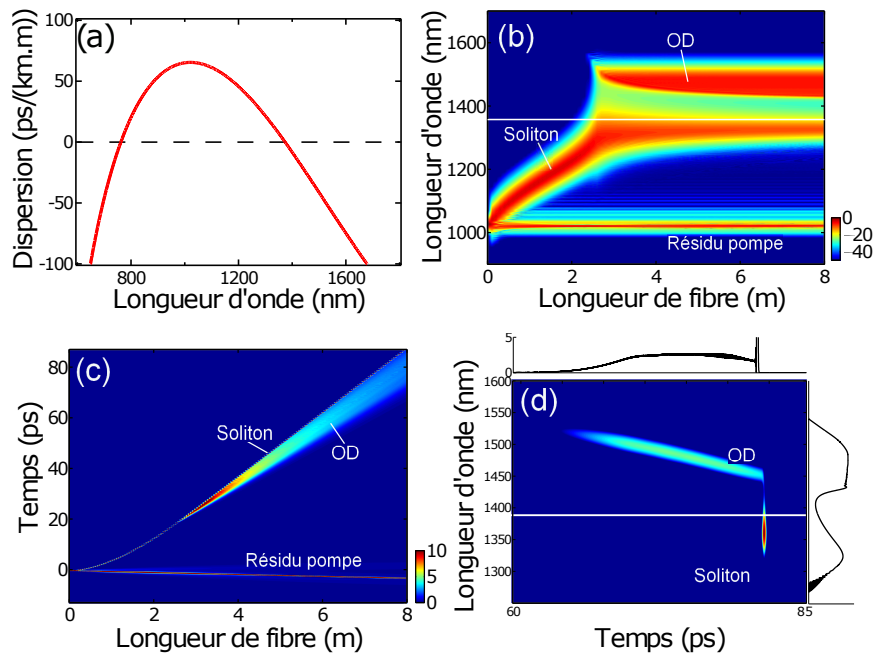 (a)
Dispersion (ps/(km.m))
100
50
0
-50
-100
800
1200
1600
Longueur d'onde (nm)
(b)
Longueur d'onde (nm)
1600
1400
1200
1000
OD
Soliton
Résidu pompe
0
-20
-40
0
2
4
6
8
Longueur de fibre (m)
(c)
Temps (ps)
80
60
40
20
0
Soliton
OD
Résidu pompe
10
5
0
0
2
4
6
8
Longueur de fibre (m)
5
0
(d)
Longueur d'onde (nm)
1600
1550
1500
1450
1400
1350
1300
OD
Soliton
60
85
Temps (ps)